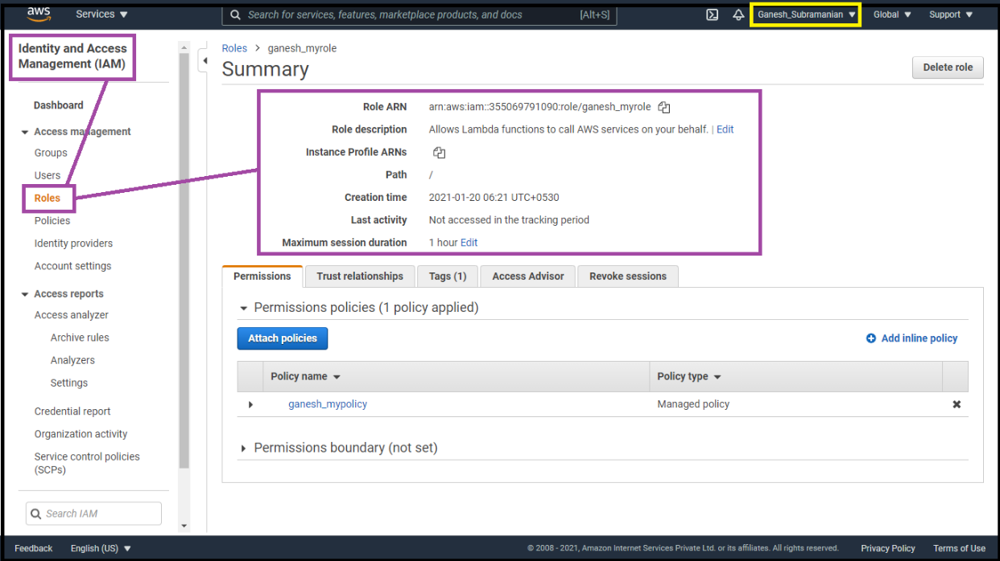 aws Services Search for services, features, marketplace products, and docs [Alt+S] Ganesh_Subramanian Global Support
Identity and Access
Management (IAM)
Dashboard
Access management
Groups
Users
Roles
Policies
Identity providers
Account settings
Access reports
Access analyzer
Archive rules
Analyzers
Settings
Credential report
Organization activity
Service control policies
(SCPs)
Search IAM
Roles > ganesh_myrole
Summary
Delete role
Role ARN arn:aws:iam::355069791090:role/ganesh_myrole
Role description Allows Lambda functions to call AWS services on your behalf. | Edit
Instance Profile ARNs
Path /
Creation time 2021-01-20 06:21 UTC+0530
Last activity Not accessed in the tracking period
Maximum session duration 1 hour Edit
Permissions Trust relationships Tags (1) Access Advisor Revoke sessions
Permissions policies (1 policy applied)
Attach policies Add inline policy
Policy name Policy type
ganesh_mypolicy Managed policy
Permissions boundary (not set)
Feedback English (US) © 2008 - 2021, Amazon Internet Services Private Ltd. or its affiliates. All rights reserved. Privacy Policy Terms of Use